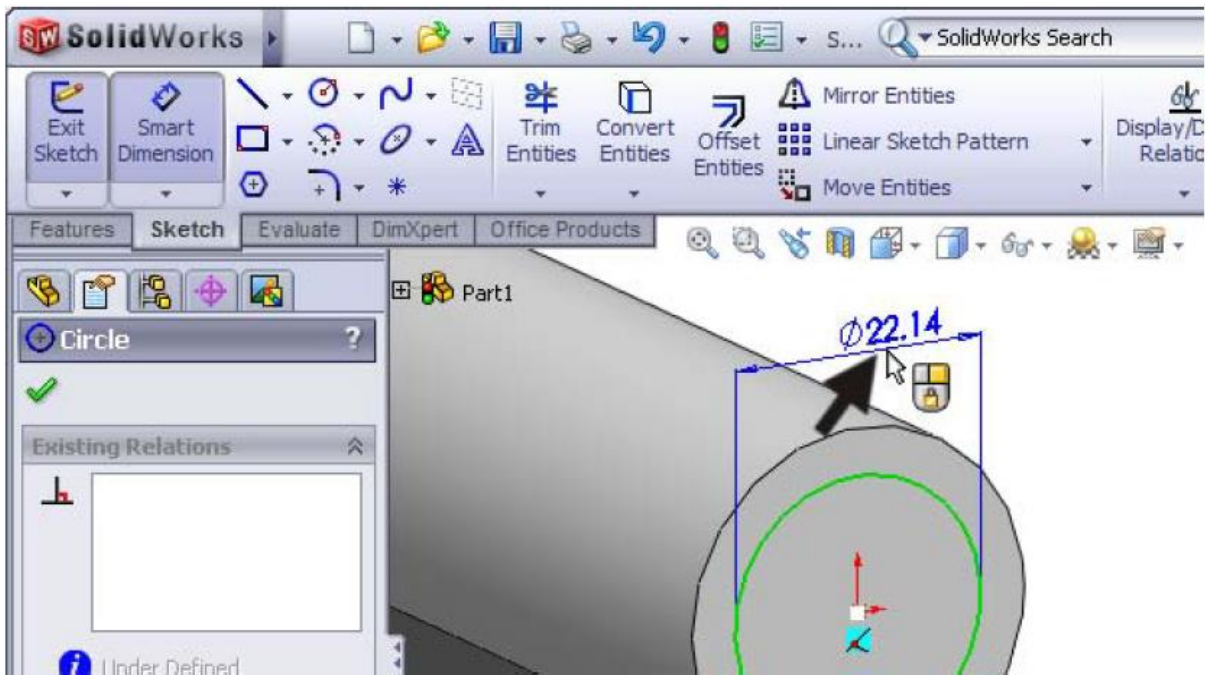 SolidWorks
s...
SolidWorks Search
Exit Sketch
Smart Dimension
Trim Entities
Convert Entities
Offset Entities
Mirror Entities
Linear Sketch Pattern
Move Entities
Display/D
Relatio
Features
Sketch
Evaluate
DimXpert
Office Products
Part1
Circle
?
Ø22.14
Existing Relations
Under Defined